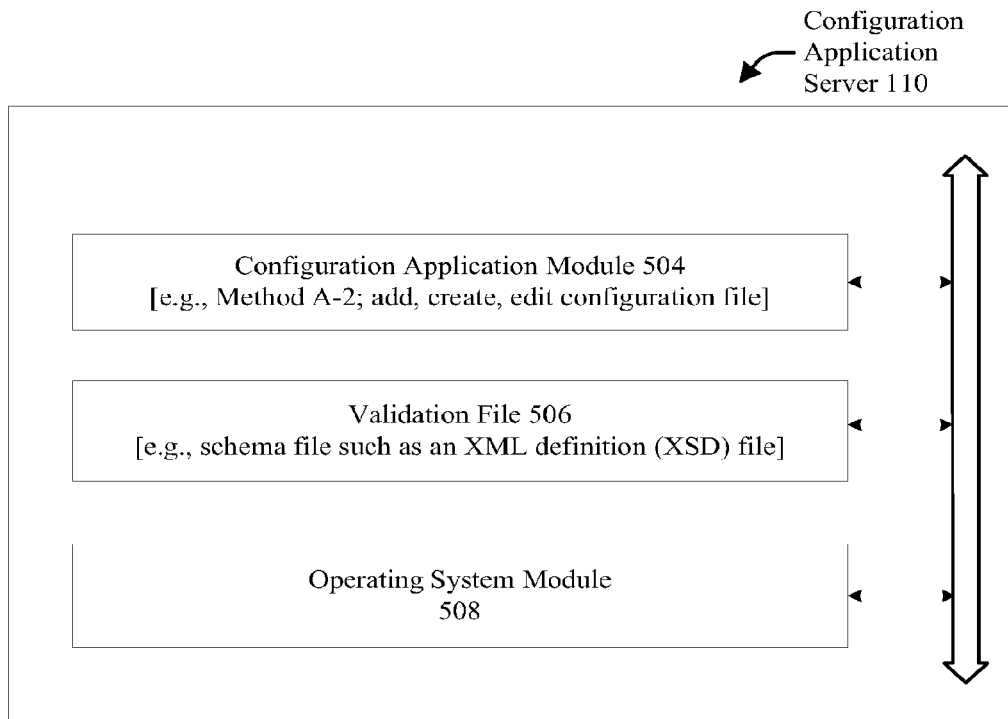 Configuration
Application
Server 110
Configuration Application Module 504
[e.g., Method A-2; add, create, edit configuration file]
Validation File 506
[e.g., schema file such as an XML definition (XSD) file]
Operating System Module
508